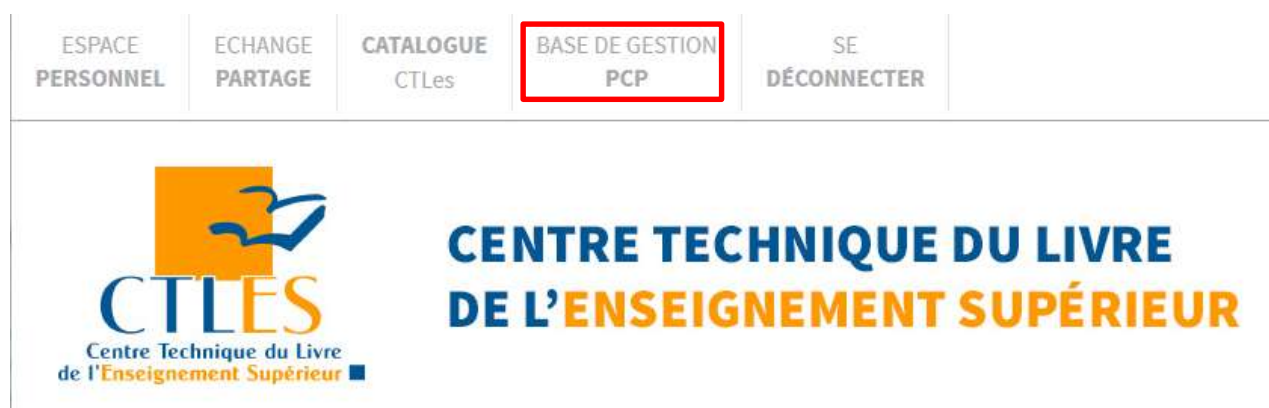 ESPACE
PERSONNEL
ECHANGE
PARTAGE
CATALOGUE
CTLes
BASE DE GESTION
PCP
SE
DÉCONNECTER
CTLES
Centre Technique du Livre
de l'Enseignement Supérieur
CENTRE TECHNIQUE DU LIVRE
DE L'ENSEIGNEMENT SUPÉRIEUR